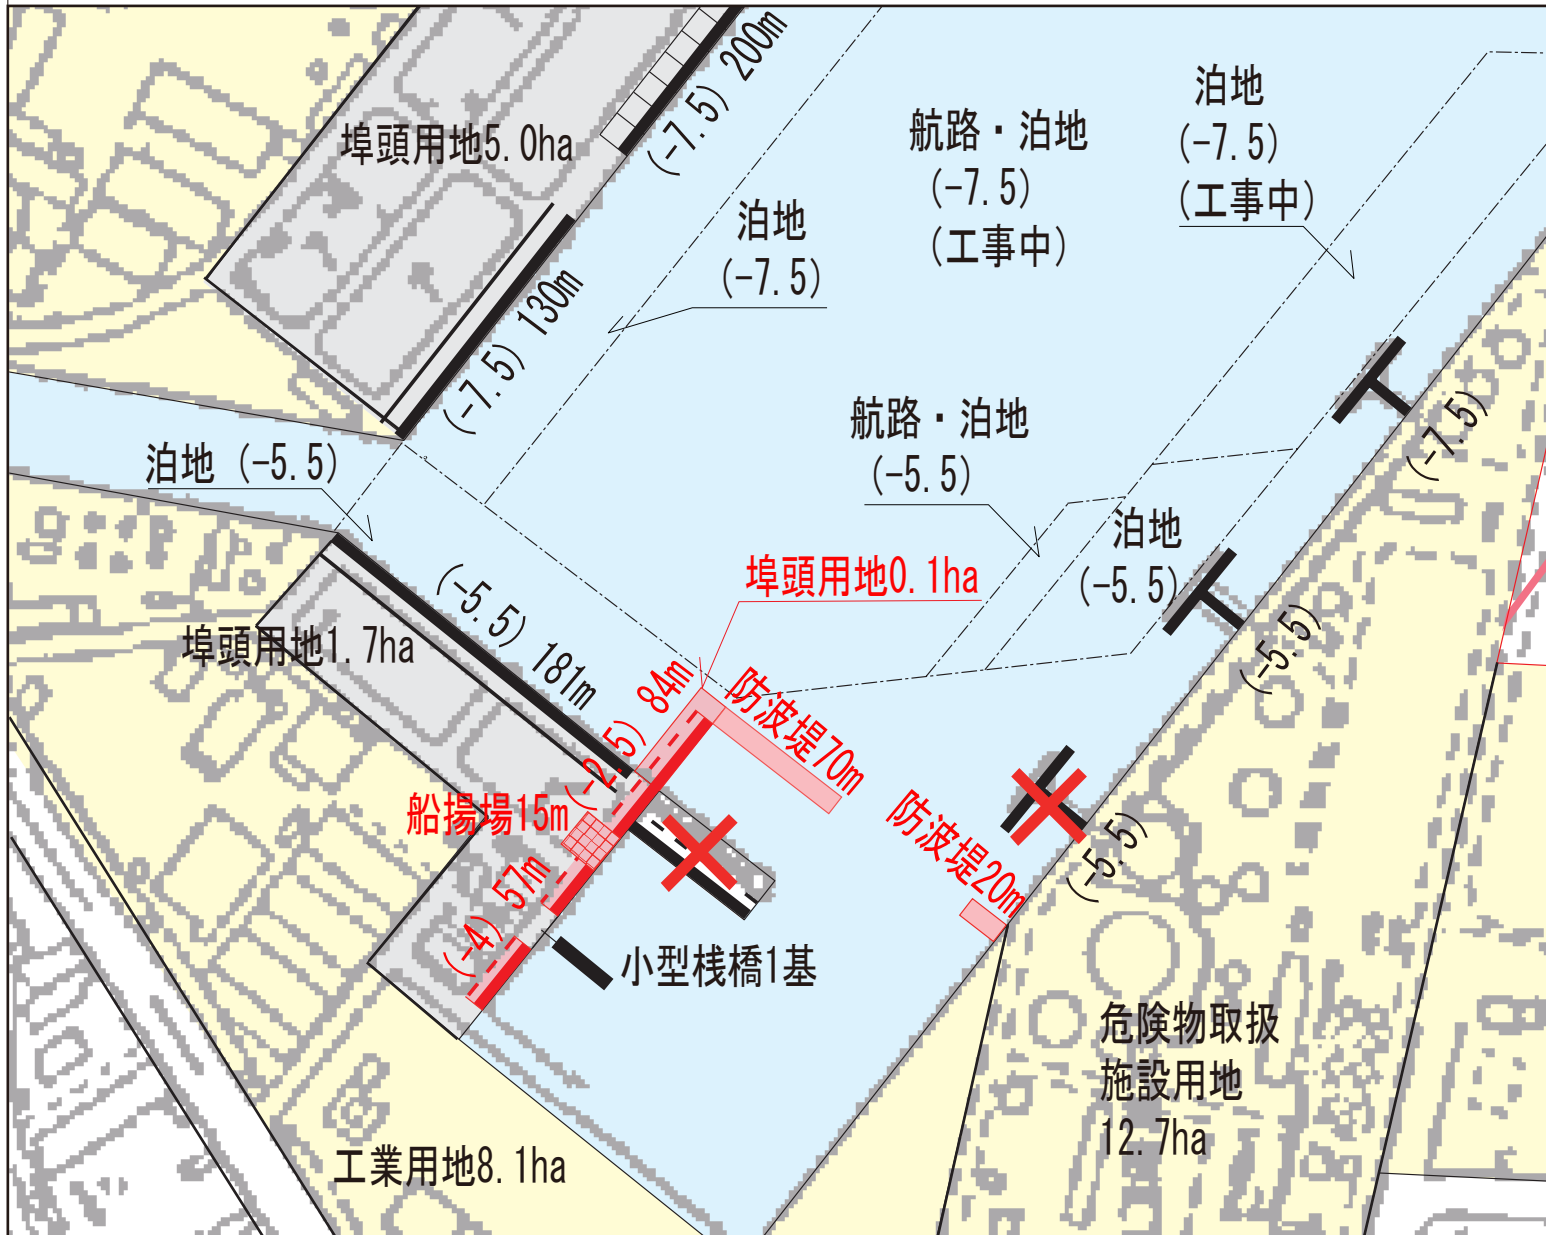 (-7.5) 200m
埠頭用地5.0ha
航路・泊地
(-7.5)
(工事中)
泊地
(-7.5)
(工事中)
泊地
(-7.5)
(-7.5) 130m
泊地 (-5.5)
航路・泊地
(-5.5)
(-7.5)
泊地
(-5.5)
(-5.5)
埠頭用地0.1ha
(-5.5) 181m
埠頭用地1.7ha
(-2.5) 84m
防波堤70m
船揚場15m
防波堤20m
(-5.5)
(-4) 57m
小型桟橋1基
危険物取扱
施設用地
12.7ha
工業用地8.1ha